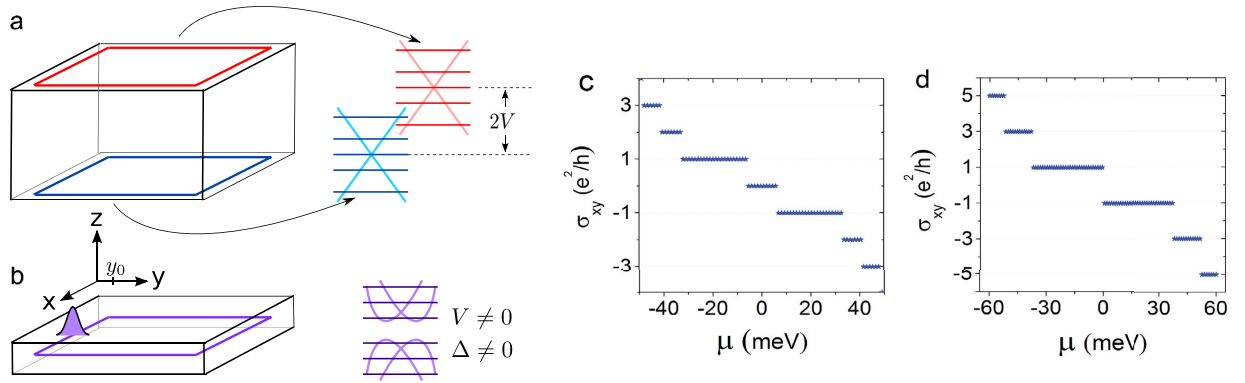 a
2V
z
y₀
y
x
b
V ≠ 0
Δ ≠ 0
c
σxy (e²/h)
3
1
-1
-3
-40
-20
0
20
40
μ (meV)
d
σxy (e²/h)
5
3
1
-1
-3
-5
-60
-30
0
30
60
μ (meV)